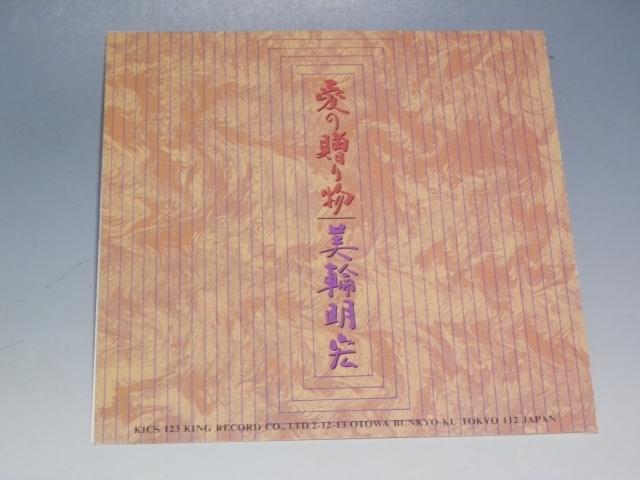 愛の贈り物
美輪明宏
KICS 123 KING RECORD CO., LTD. 2-12-13 OTOWA BUNKYO-KU TOKYO 112 JAPAN